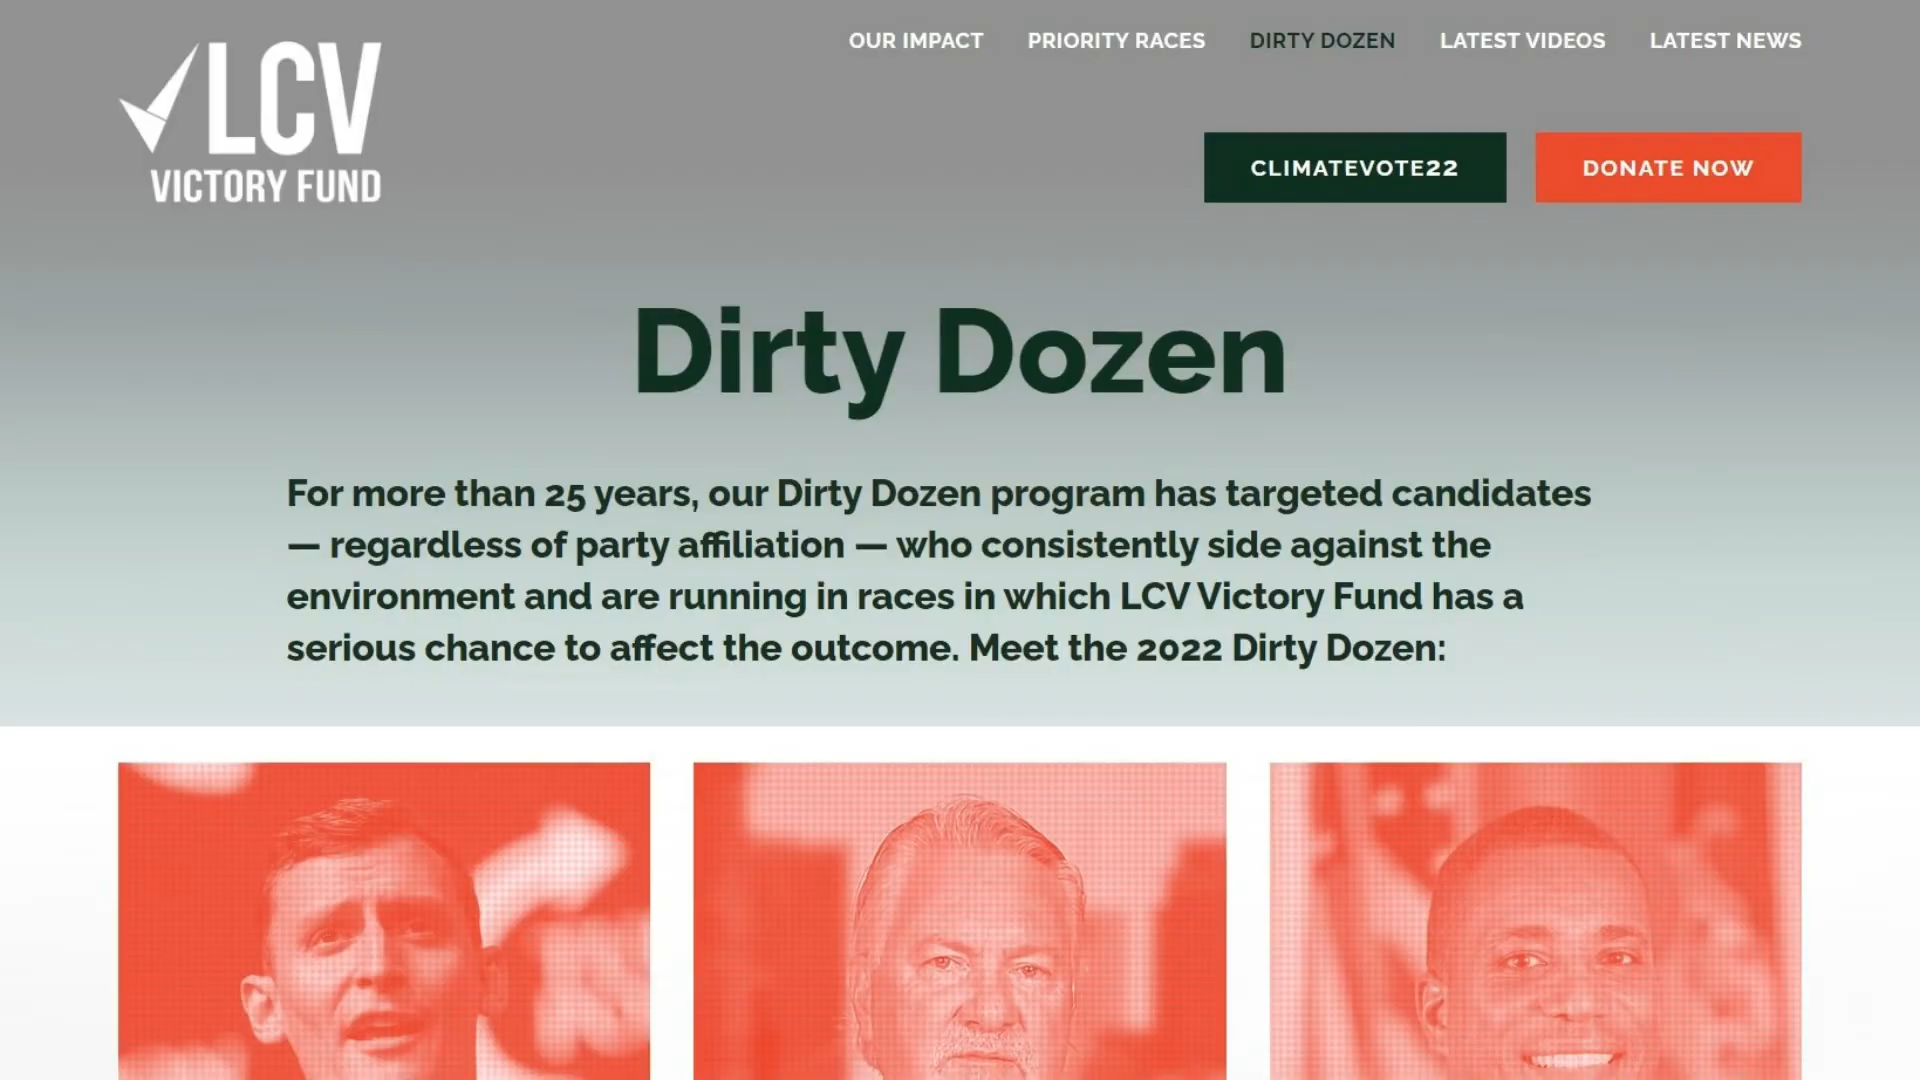 LCV
VICTORY FUND
OUR IMPACT
PRIORITY RACES
DIRTY DOZEN
LATEST VIDEOS
LATEST NEWS
CLIMATEVOTE22
DONATE NOW
Dirty Dozen
For more than 25 years, our Dirty Dozen program has targeted candidates
— regardless of party affiliation — who consistently side against the
environment and are running in races in which LCV Victory Fund has a
serious chance to affect the outcome. Meet the 2022 Dirty Dozen: